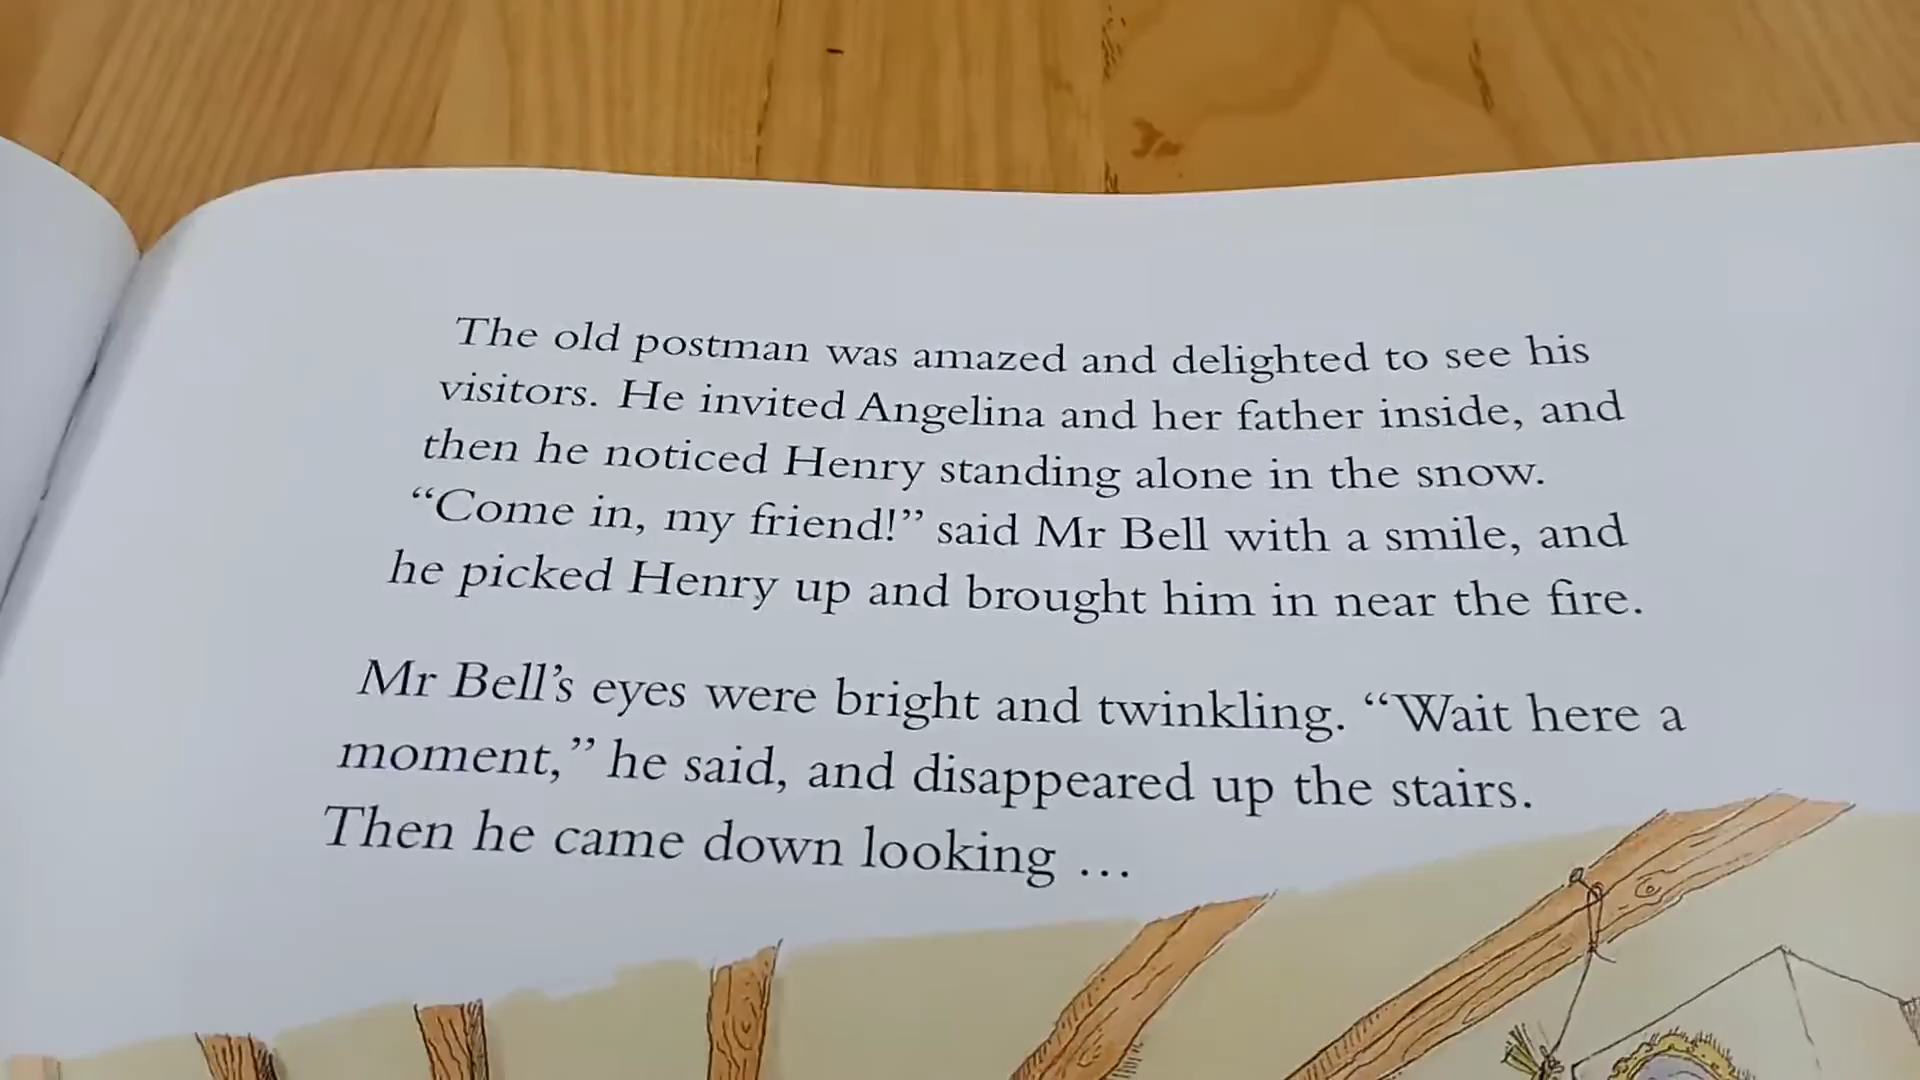 The old postman was amazed and delighted to see his
visitors. He invited Angelina and her father inside, and
then he noticed Henry standing alone in the snow.
“Come in, my friend!” said Mr Bell with a smile, and
he picked Henry up and brought him in near the fire.
Mr Bell’s eyes were bright and twinkling. “Wait here a
moment,” he said, and disappeared up the stairs.
Then he came down looking …